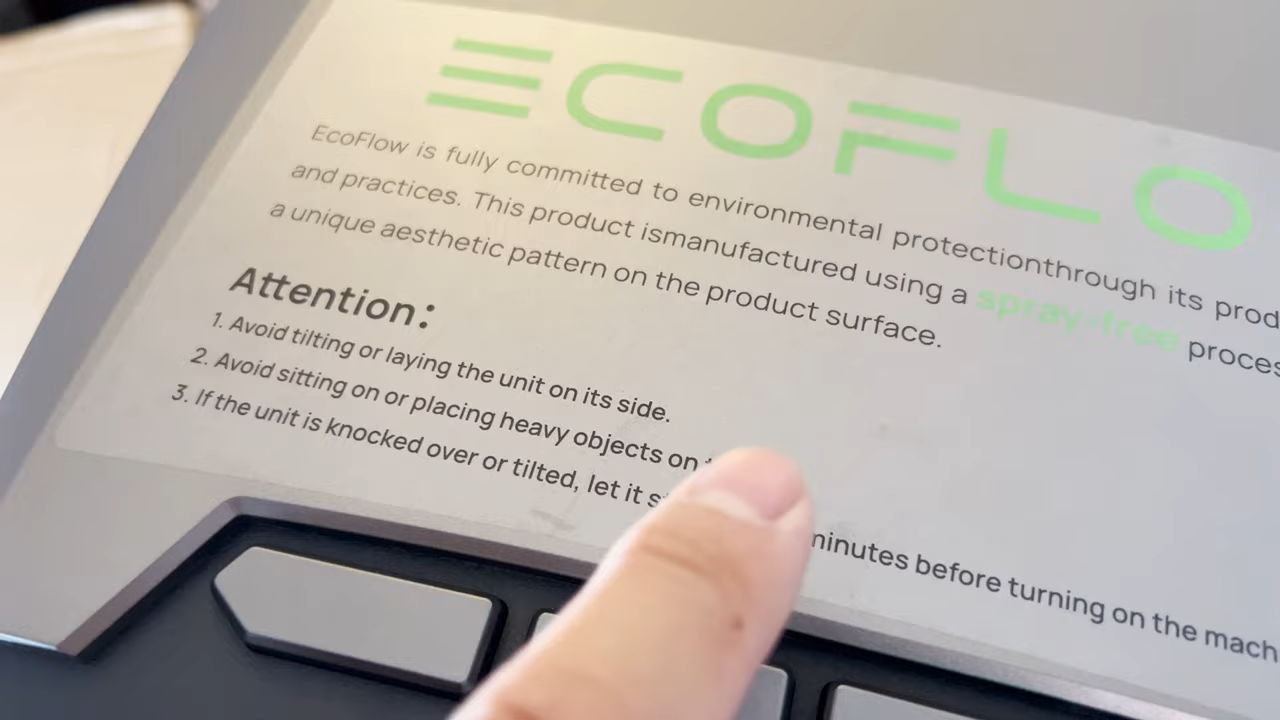 ECOFLO
EcoFlow is fully committed to environmental protectionthrough its prod
and practices. This product ismanufactured using a spray-free proces
a unique aesthetic pattern on the product surface.
Attention:
1. Avoid tilting or laying the unit on its side.
2. Avoid sitting on or placing heavy objects on
3. If the unit is knocked over or tilted, let it s minutes before turning on the mach